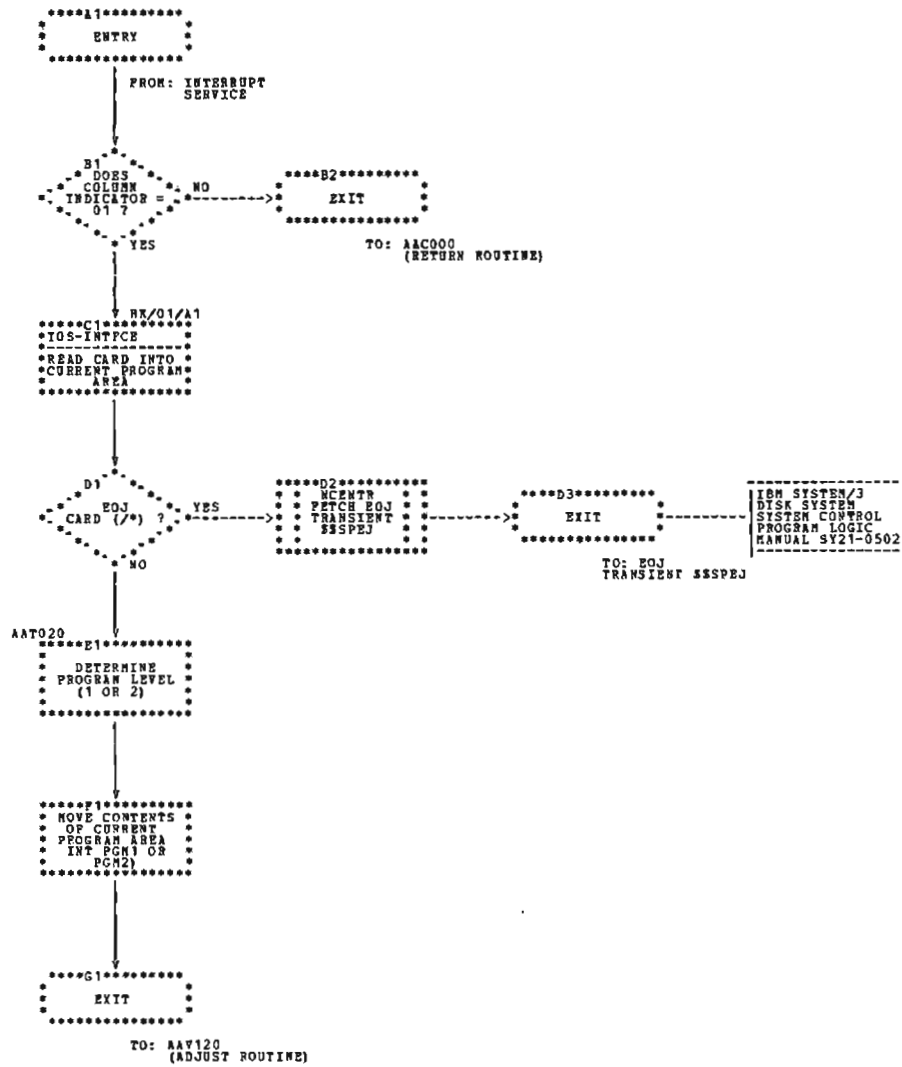 A1
ENTRY
FROM: INTERRUPT
SERVICE
B1
DOES
COLUMN
INDICATOR =
01 ?
NO
YES
B2
EXIT
TO: AAC000
(RETURN ROUTINE)
C1
IOS-INTFCE
READ CARD INTO
CURRENT PROGRAM
AREA
D1
EOJ
CARD (/*) ?
YES
NO
D2
NCENTR
FETCH EOJ
TRANSIENT
$$SPEJ
D3
EXIT
TO: EOJ
TRANSIENT $$SPEJ
IBM SYSTEM/3
DISK SYSTEM
SYSTEM CONTROL
PROGRAM LOGIC
MANUAL SY21-0502
AAT020
E1
DETERMINE
PROGRAM LEVEL
(1 OR 2)
F1
MOVE CONTENTS
OF CURRENT
PROGRAM AREA
INT PGM1 OR
PGM2)
G1
EXIT
TO: AAV120
(ADJUST ROUTINE)